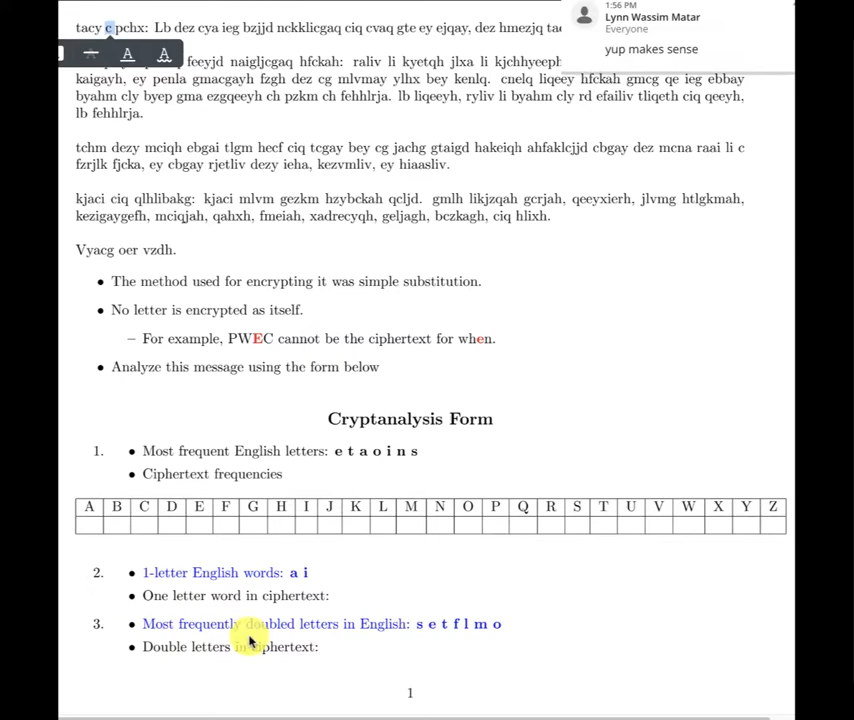 1:56 PM
Lynn Wassim Matar
Everyone
yup makes sense
tacy c pchx: Lb dez cya ieg bzjjd nckklicgaq ciq cvaq gte ey ejqay, dez hmezjq
feeyjd naigljcgaq hfckah: raliv li kyetqh jlxa li kjchhyeeph
kaigayh, ey penla gmacgayh fzgh dez cg mlvmay ylhx bey kenlq. cnelq liqeey hfckah gmcg qe ieg ebbay
byahm cly byep gma ezgqeeyh ch pzkm ch fehhlrja. lb liqeeyh, ryliv li byahm cly rd efailiv tliqeth ciq qeeyh,
lb fehhlrja.
tchm dezy mciqh ebgai tlgm hecf ciq tcgay bey cg jachg gtaigd hakeiqh ahfaklcjjd cbgay dez mcna raai li c
fzrjlk fjcka, ey cbgay rjetliv dezy ieha, kezvmliv, ey hiaasliv.
kjaci ciq qlhlibakg: kjaci mlvm gezkm hzybckah qcljd. gmlh likjzqah gcrjah, qeeyxierh, jlvmg htlgkmah,
kezigaygefh, mciqjah, qahxh, fmeiah, xadrecyqh, geljagh, bczkagh, ciq hlixh.
Vyacg oer vzdh.
• The method used for encrypting it was simple substitution.
• No letter is encrypted as itself.
– For example, PWEC cannot be the ciphertext for when.
• Analyze this message using the form below
Cryptanalysis Form
1. • Most frequent English letters: e t a o i n s
• Ciphertext frequencies
A B C D E F G H I J K L M N O P Q R S T U V W X Y Z
2. • 1-letter English words: a i
• One letter word in ciphertext:
3. • Most frequently doubled letters in English: s e t f l m o
• Double letters in ciphertext:
1